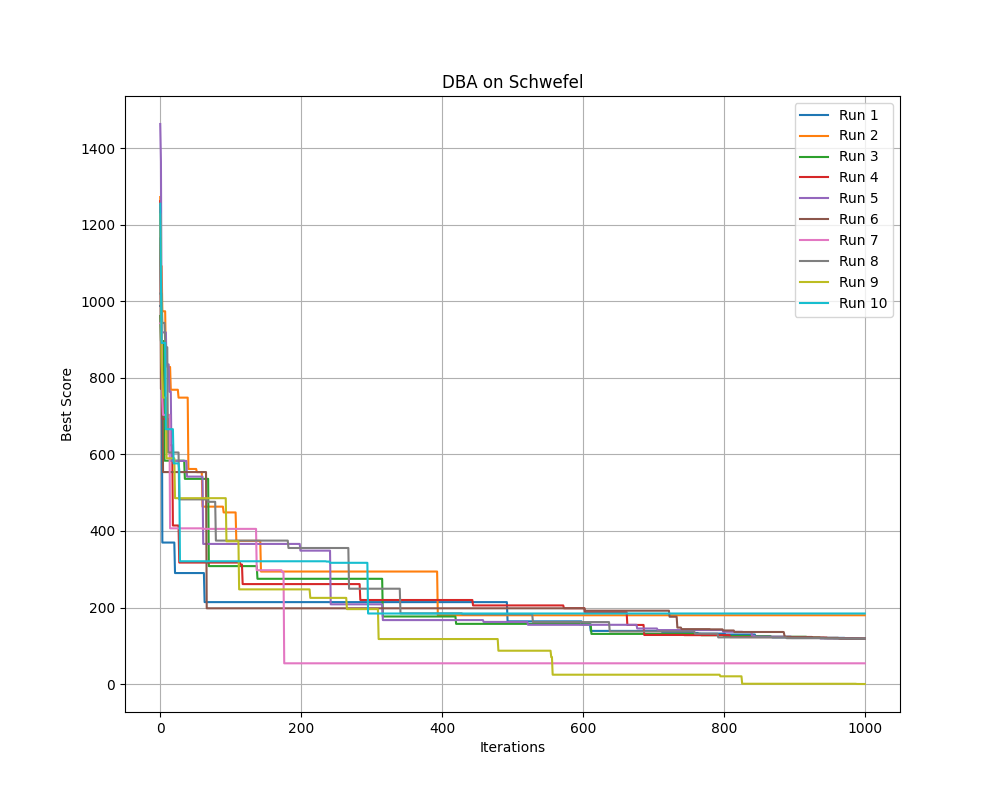 DBA on Schwefel
Best Score
1400
1200
1000
800
600
400
200
0
0 200 400 600 800 1000
Iterations
Run 1
Run 2
Run 3
Run 4
Run 5
Run 6
Run 7
Run 8
Run 9
Run 10